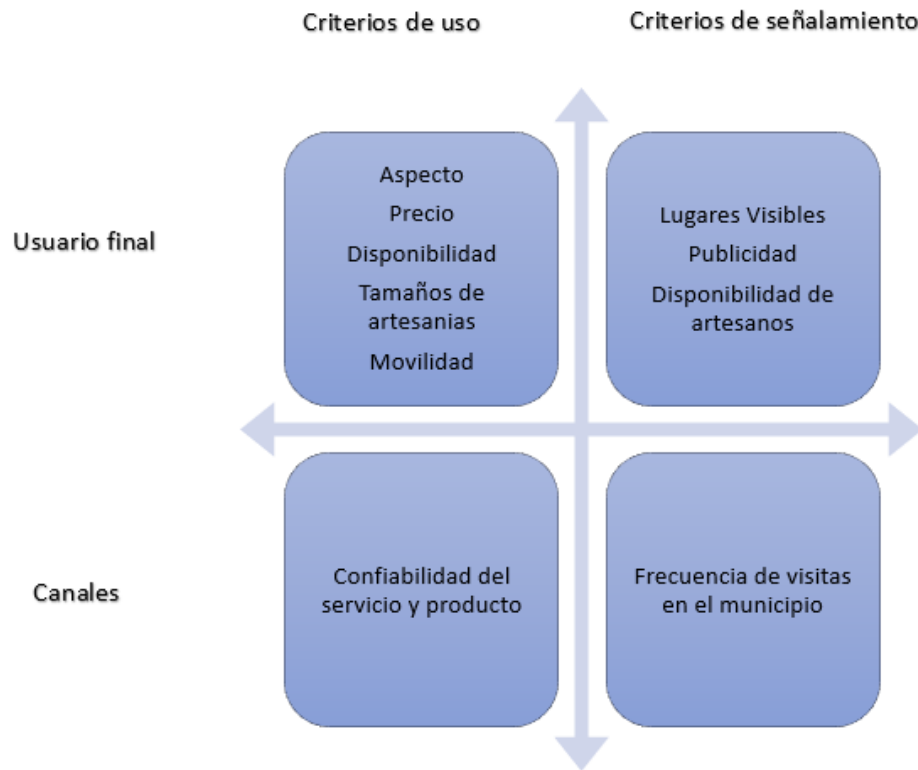 Criterios de uso
Criterios de señalamiento
Usuario final
Aspecto
Precio
Disponibilidad
Tamaños de
artesanias
Movilidad
Lugares Visibles
Publicidad
Disponibilidad de
artesanos
Canales
Confiabilidad del
servicio y producto
Frecuencia de visitas
en el municipio